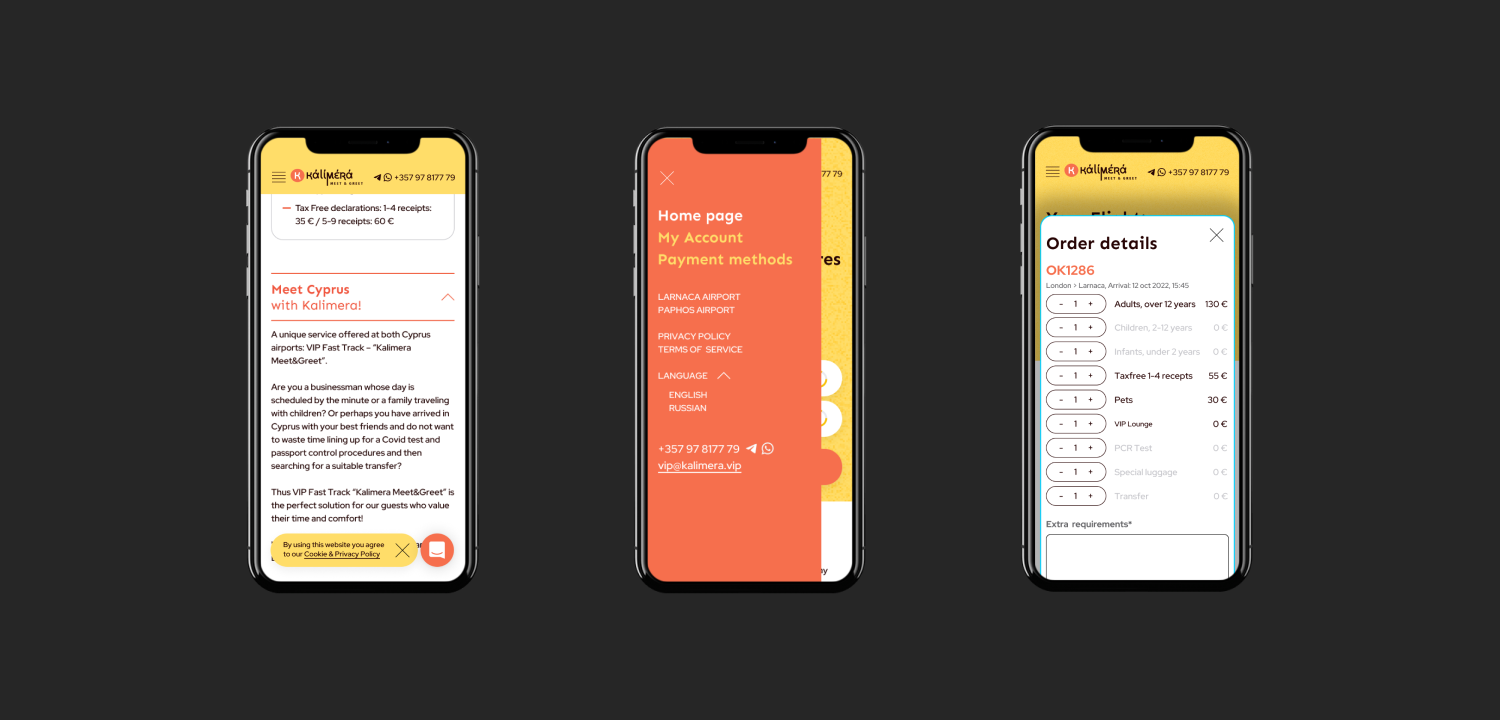 K kálímérá
MEET & GREET
+357 97 8177 79
Tax Free declarations: 1-4 receipts:
35 € / 5-9 receipts: 60 €
Meet Cyprus
with Kalimera!
A unique service offered at both Cyprus
airports: VIP Fast Track – “Kalimera
Meet&Greet”.
Are you a businessman whose day is
scheduled by the minute or a family traveling
with children? Or perhaps you have arrived in
Cyprus with your best friends and do not want
to waste time lining up for a Covid test and
passport control procedures and then
searching for a suitable transfer?
Thus VIP Fast Track “Kalimera Meet&Greet” is
the perfect solution for our guests who value
their time and comfort!
By using this website you agree
to our Cookie & Privacy Policy
77 79
res
Home page
My Account
Payment methods
LARNACA AIRPORT
PAPHOS AIRPORT
PRIVACY POLICY
TERMS OF SERVICE
LANGUAGE
ENGLISH
RUSSIAN
+357 97 8177 79
vip@kalimera.vip
K kálímérá
MEET & GREET
+357 97 8177 79
Order details
OK1286
London > Larnaca, Arrival: 12 oct 2022, 15:45
- 1 + Adults, over 12 years 130 €
- 1 + Children, 2-12 years 0 €
- 1 + Infants, under 2 years 0 €
- 1 + Taxfree 1-4 recepts 55 €
- 1 + Pets 30 €
- 1 + VIP Lounge 0 €
- 1 + PCR Test 0 €
- 1 + Special luggage 0 €
- 1 + Transfer 0 €
Extra requirements*